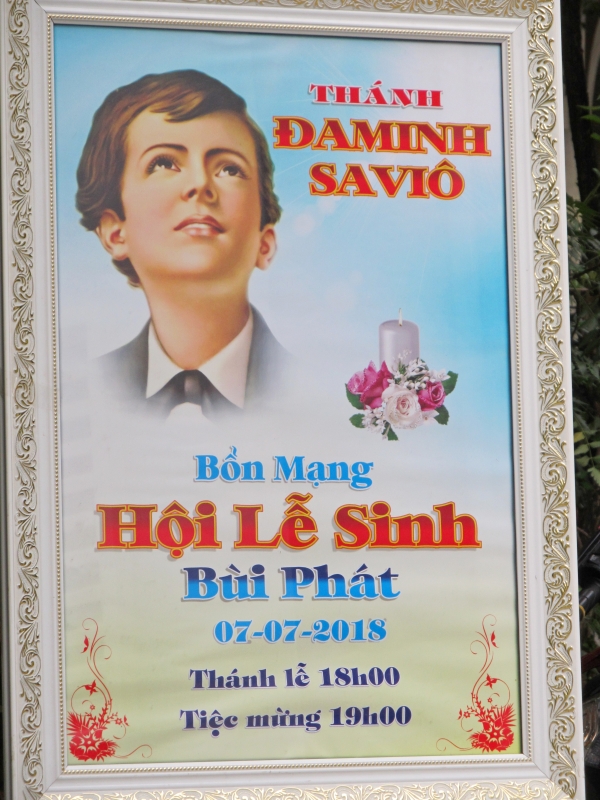 THÁNH
ĐAMINH
SAVIÔ
Bổn Mạng
Hội Lễ Sinh
Bùi Phát
07-07-2018
Thánh lễ 18h00
Tiệc mừng 19h00